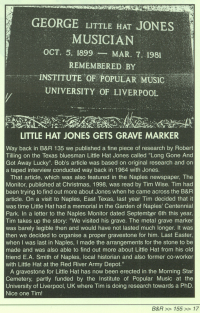 GEORGE LITTLE HAT JONES
MUSICIAN
OCT. 5. 1899 — MAR. 7. 1981
REMEMBERED BY
INSTITUTE OF POPULAR MUSIC
UNIVERSITY OF LIVERPOOL
LITTLE HAT JONES GETS GRAVE MARKER
Way back in B&R 135 we published a fine piece of research by Robert
Tilling on the Texas bluesman Little Hat Jones called "Long Gone And
Got Away Lucky". Bob's article was based on original research and on
a taped interview conducted way back in 1964 with Jones.
That article, which was also featured in the Naples newspaper, The
Monitor, published at Christmas, 1998, was read by Tim Wise. Tim had
been trying to find out more about Jones when he came across the B&R
article. On a visit to Naples, East Texas, last year Tim decided that it
was time Little Hat had a memorial in the Garden of Naples' Centennial
Park. In a letter to the Naples Monitor dated September 6th this year,
Tim takes up the story: "We visited his grave. The metal grave marker
was barely legible then and would have not lasted much longer. It was
then we decided to organise a proper gravestone for him. Last Easter,
when I was last in Naples, I made the arrangements for the stone to be
made and was also able to find out more about Little Hat from his old
friend E.A. Smith of Naples, local historian and also former co-worker
with Little Hat at the Red River Army Depot".
A gravestone for Little Hat has now been erected in the Morning Star
Cemetery, partly funded by the Institute of Popular Music at the
University of Liverpool, UK where Tim is doing research towards a PhD.
Nice one Tim!
B&R >> 155 >> 17